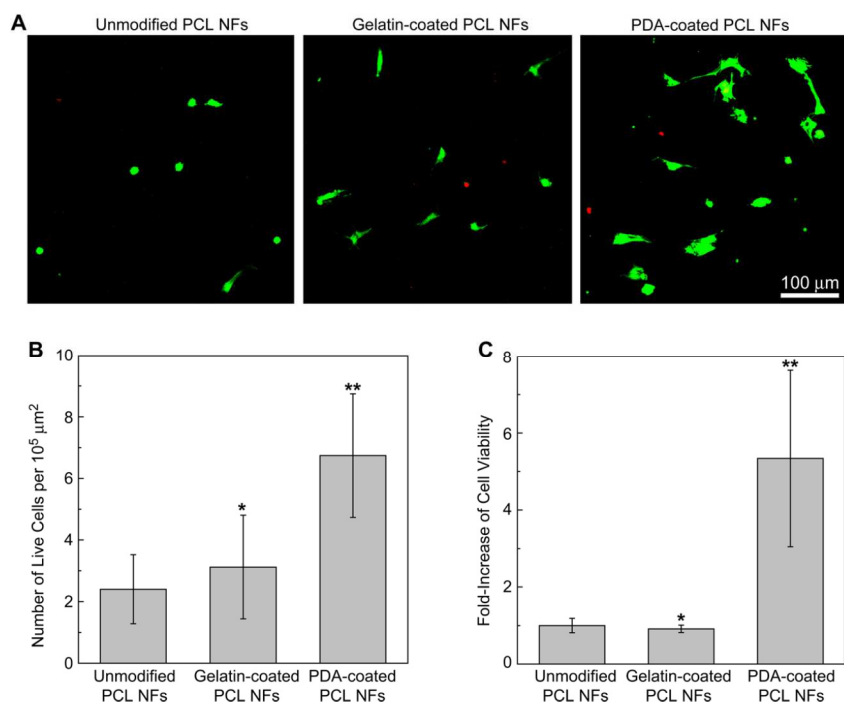 A
Unmodified PCL NFs
Gelatin-coated PCL NFs
PDA-coated PCL NFs
100 μm
B
Number of Live Cells per 10⁵ μm²
10
8
6
4
2
0
*
**
Unmodified
PCL NFs
Gelatin-coated
PCL NFs
PDA-coated
PCL NFs
C
Fold-Increase of Cell Viability
8
6
4
2
0
*
**
Unmodified
PCL NFs
Gelatin-coated
PCL NFs
PDA-coated
PCL NFs